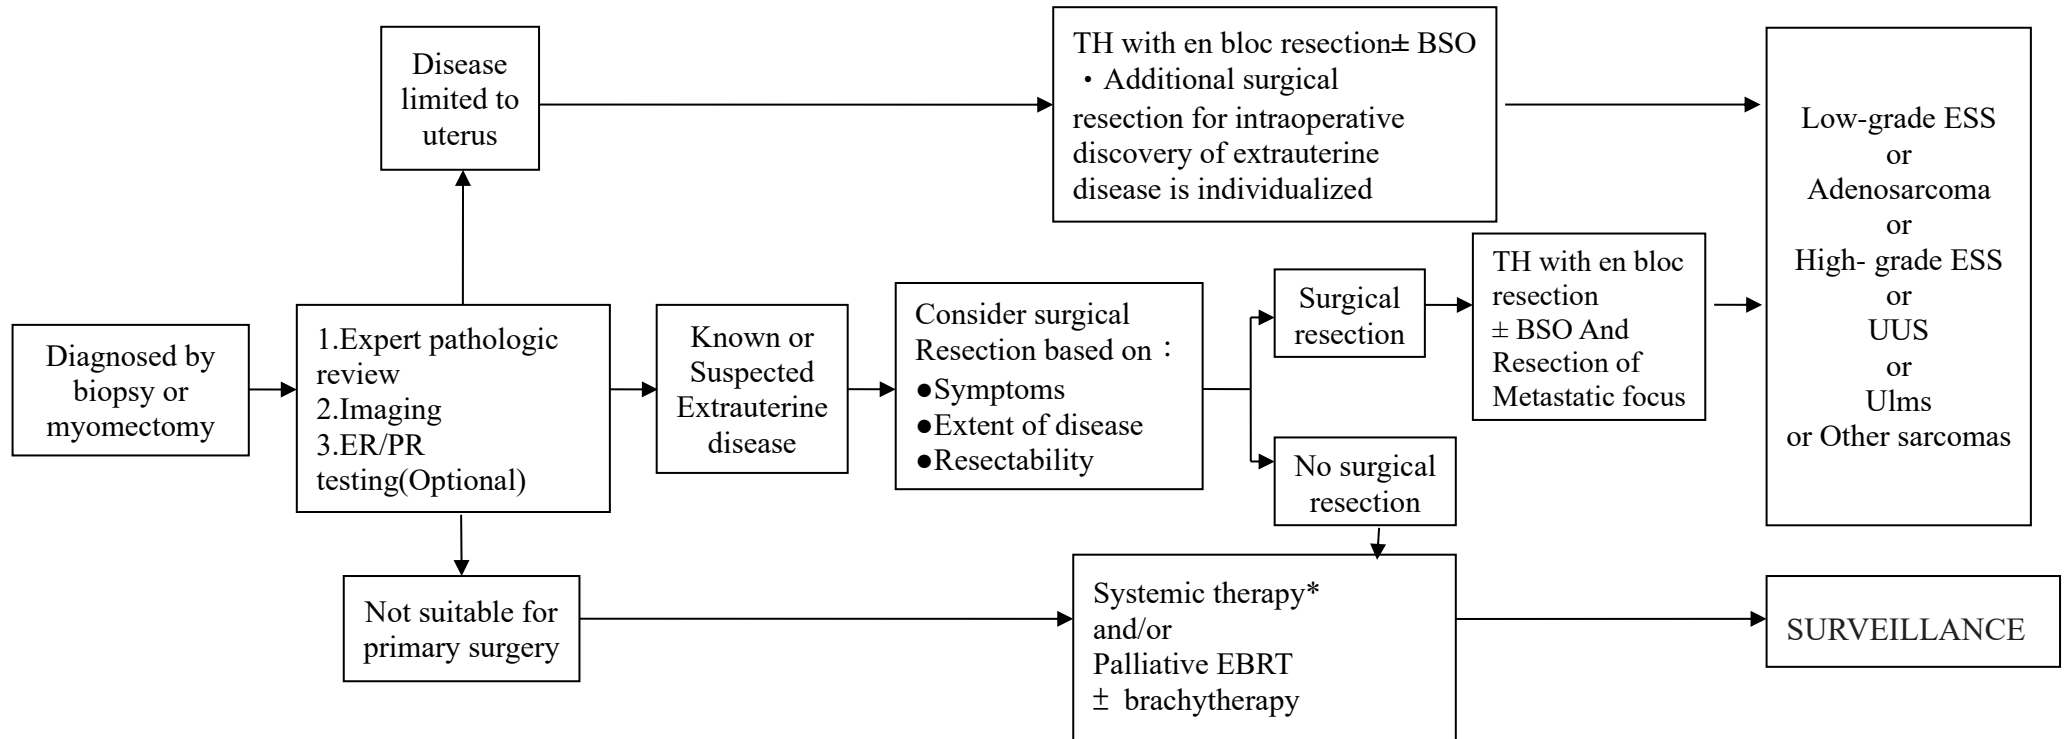 Disease
limited to
uterus
TH with en bloc resection± BSO
・Additional surgical
resection for intraoperative
discovery of extrauterine
disease is individualized
Low-grade ESS
or
Adenosarcoma
or
High- grade ESS
or
UUS
or
Ulms
or Other sarcomas
Diagnosed by
biopsy or
myomectomy
1.Expert pathologic
review
2.Imaging
3.ER/PR
testing(Optional)
Known or
Suspected
Extrauterine
disease
Consider surgical
Resection based on：
●Symptoms
●Extent of disease
●Resectability
Surgical
resection
TH with en bloc
resection
± BSO And
Resection of
Metastatic focus
No surgical
resection
Not suitable for
primary surgery
Systemic therapy*
and/or
Palliative EBRT
± brachytherapy
SURVEILLANCE